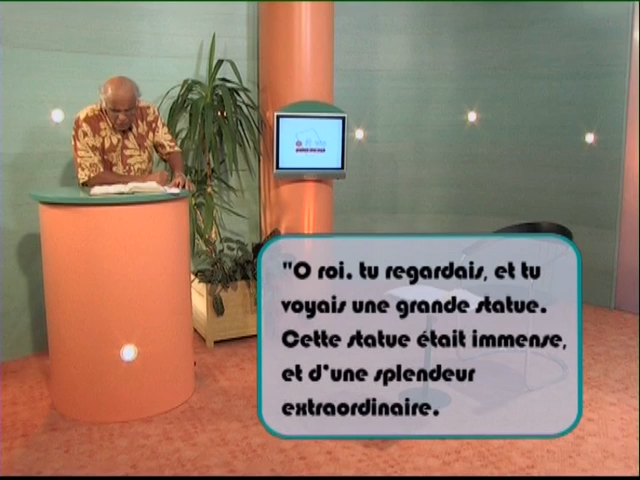 "O roi, tu regardais, et tu
voyais une grande statue.
Cette statue était immense,
et d'une splendeur
extraordinaire.